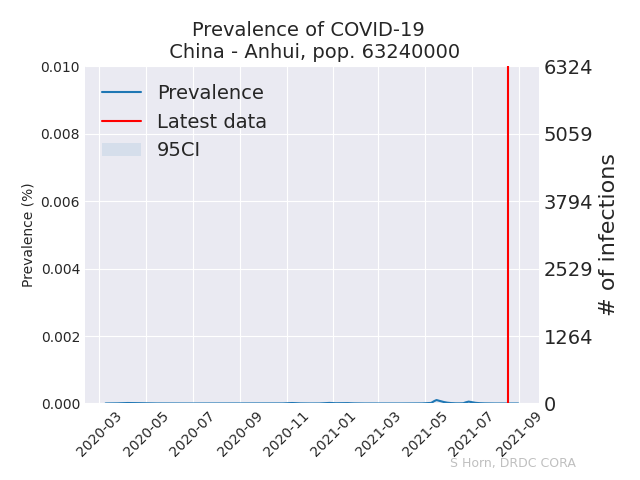 Prevalence of COVID-19
China - Anhui, pop. 63240000
Prevalence
Latest data
95CI
0.010
0.008
0.006
0.004
0.002
0.000
Prevalence (%)
6324
5059
3794
2529
1264
0
# of infections
2020-03
2020-05
2020-07
2020-09
2020-11
2021-01
2021-03
2021-05
2021-07
2021-09
S Horn, DRDC CORA